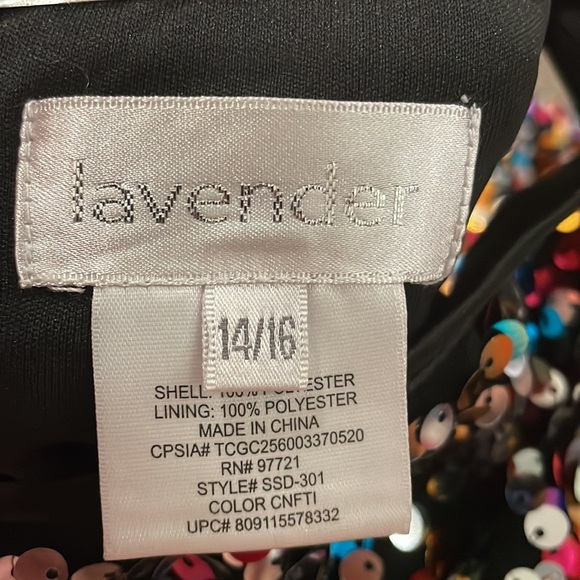 lavender
14/16
SHELL: 100% POLYESTER
LINING: 100% POLYESTER
MADE IN CHINA
CPSIA# TCGC256003370520
RN# 97721
STYLE# SSD-301
COLOR CNFTI
UPC# 809115578332